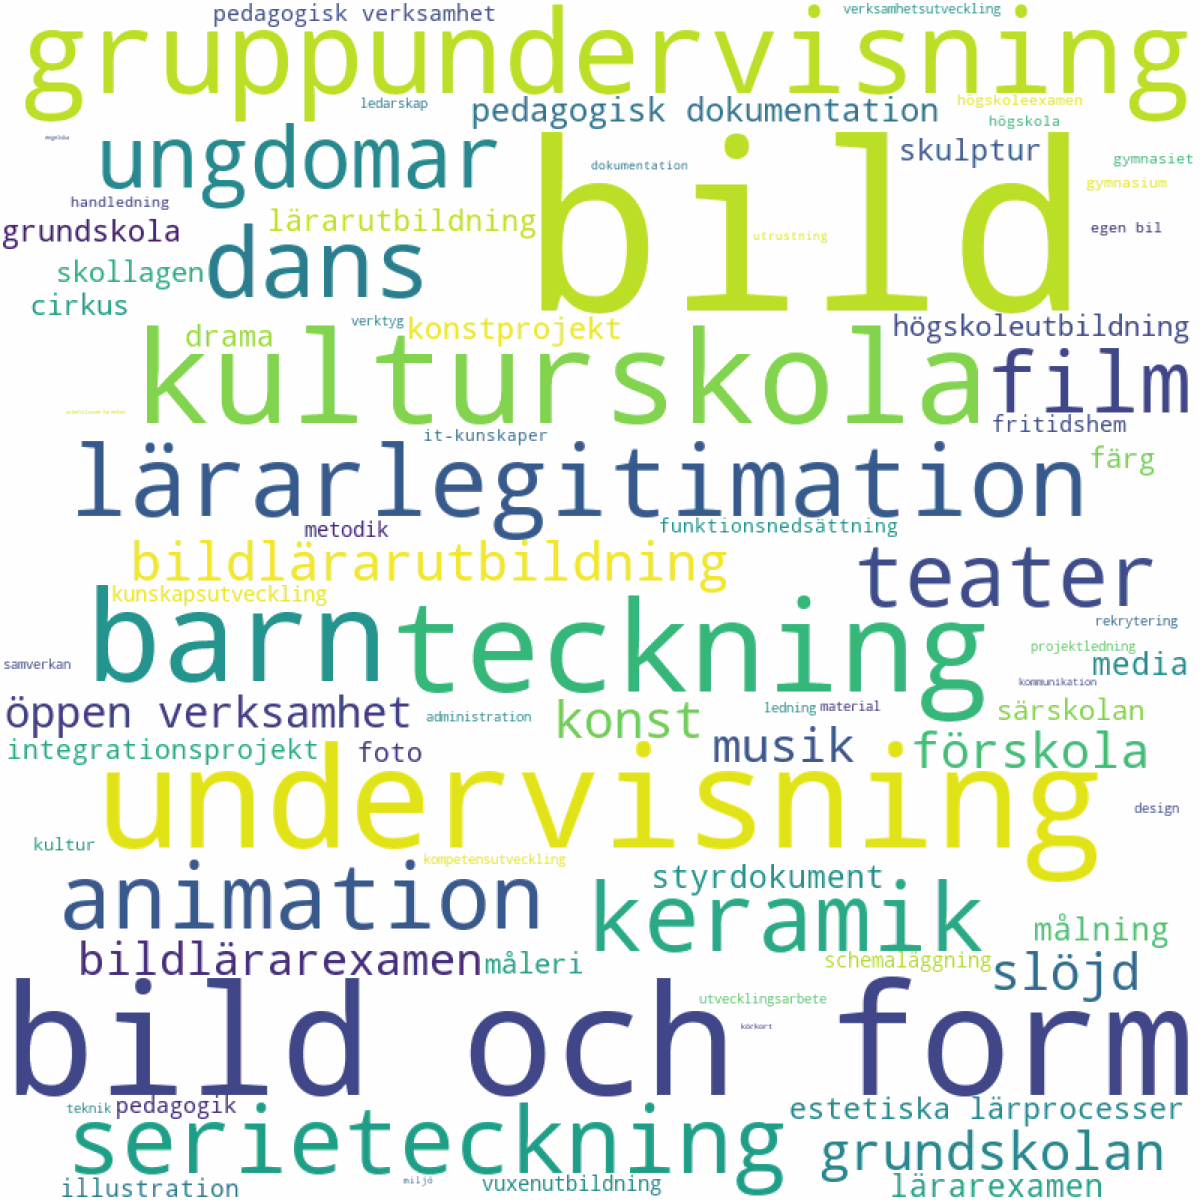 pedagogisk verksamhet
verksamhetsutveckling
gruppundervisning
ledarskap
pedagogisk dokumentation
högskoleexamen
högskola
engelska
ungdomar
bild
dokumentation
skulptur
gymnasiet
gymnasium
handledning
grundskola
lärarutbildning
utrustning
egen bil
skollagen
dans
cirkus
drama
verktyg
konstprojekt
högskoleutbildning
kulturskola
film
fritidshem
it-kunskaper
lärarlegitimation
färg
metodik
funktionsnedsättning
bildlärarutbildning
teater
kunskapsutveckling
barn
teckning
rekrytering
projektledning
samverkan
media
kommunikation
öppen verksamhet
administration
konst
ledning
material
särskolan
integrationsprojekt
foto
musik
förskola
undervisning
design
kultur
kompetensutveckling
animation
styrdokument
keramik
målning
bildlärarexamen
måleri
schemaläggning
slöjd
bild och form
utvecklingsarbete
körkort
teknik
pedagogik
serieteckning
estetiska lärprocesser
grundskolan
illustration
miljö
vuxenutbildning
lärarexamen